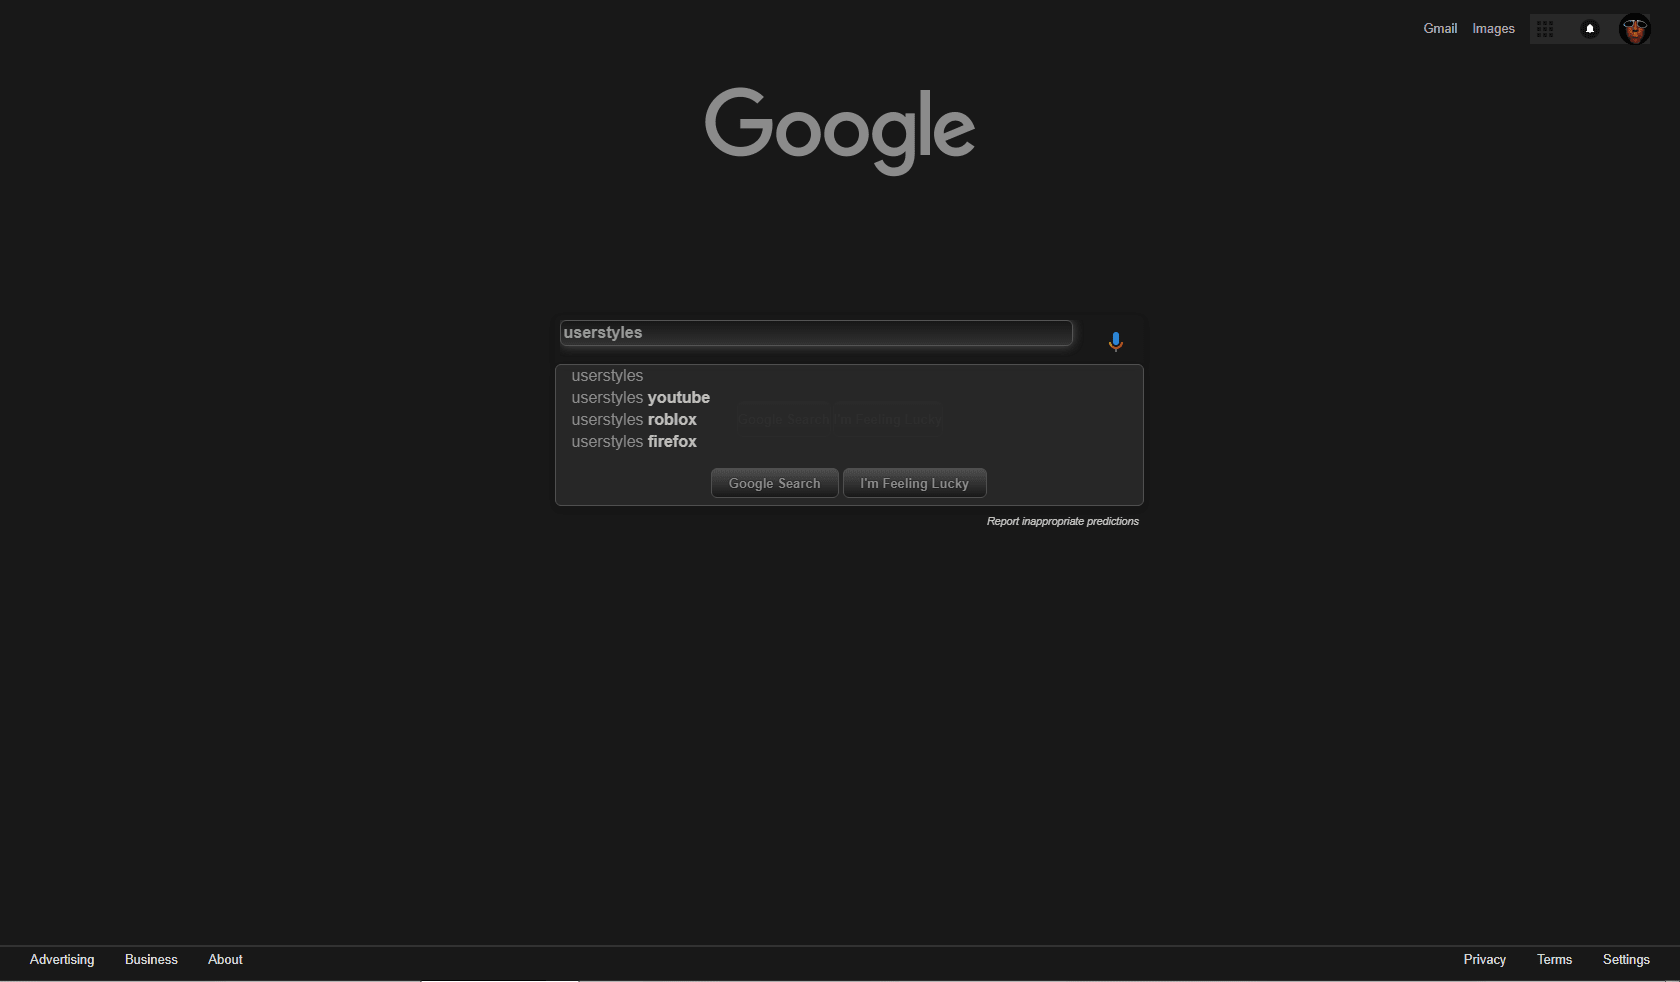 Gmail Images
Google
userstyles
userstyles
userstyles youtube
userstyles roblox
Google Search I'm Feeling Lucky
userstyles firefox
Google Search I'm Feeling Lucky
Report inappropriate predictions
Advertising Business About Privacy Terms Settings